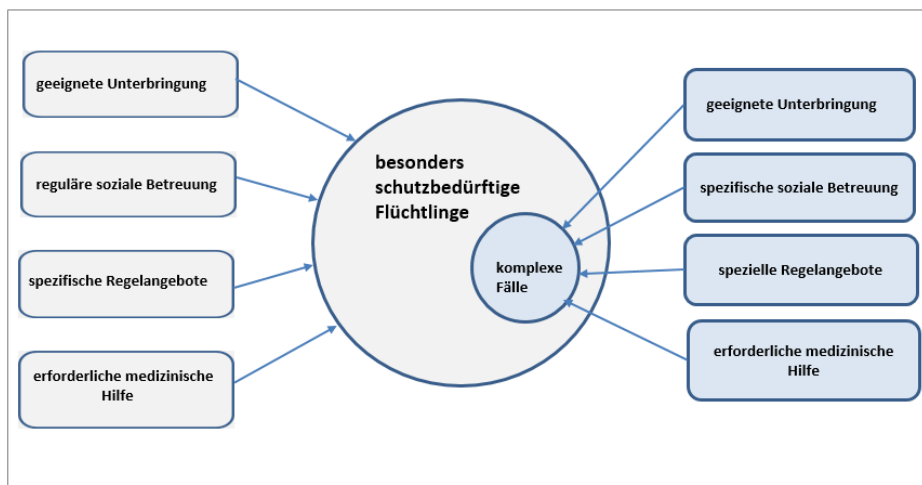 geeignete Unterbringung
reguläre soziale Betreuung
spezifische Regelangebote
erforderliche medizinische
Hilfe
besonders
schutzbedürftige
Flüchtlinge
komplexe
Fälle
geeignete Unterbringung
spezifische soziale Betreuung
spezielle Regelangebote
erforderliche medizinische
Hilfe